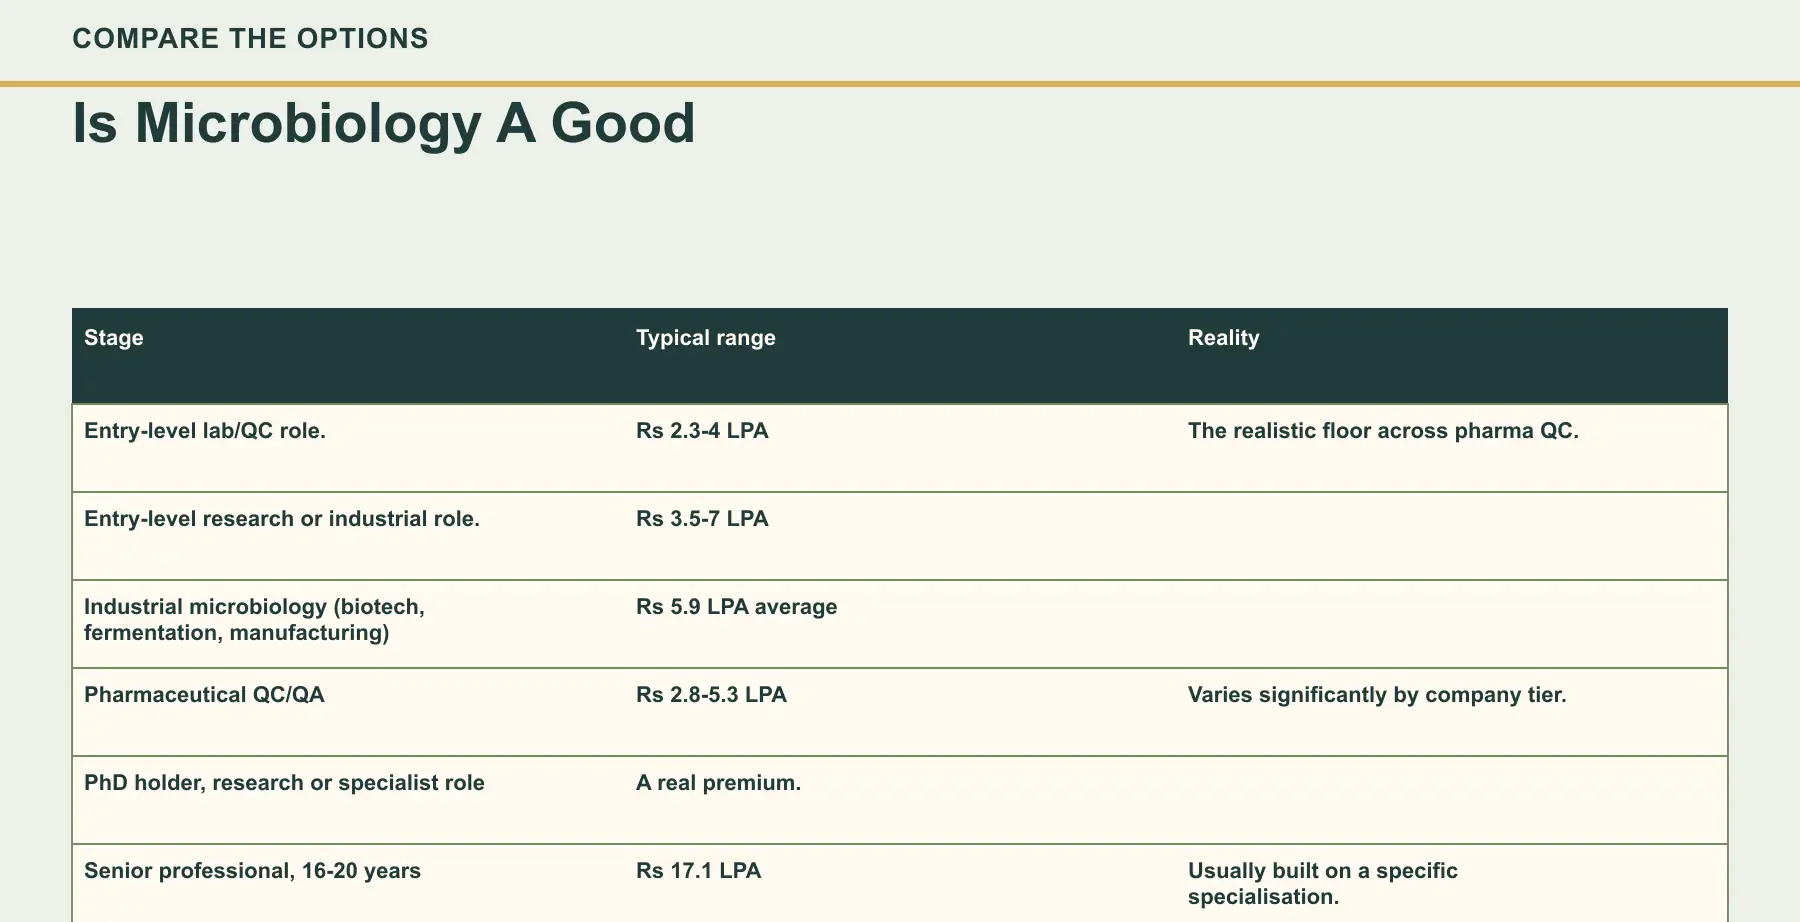 COMPARE THE OPTIONS
Is Microbiology A Good
Stage
Typical range
Reality
Entry-level lab/QC role.
Rs 2.3-4 LPA
The realistic floor across pharma QC.
Entry-level research or industrial role.
Rs 3.5-7 LPA
Industrial microbiology (biotech,
fermentation, manufacturing)
Rs 5.9 LPA average
Pharmaceutical QC/QA
Rs 2.8-5.3 LPA
Varies significantly by company tier.
PhD holder, research or specialist role
A real premium.
Senior professional, 16-20 years
Rs 17.1 LPA
Usually built on a specific
specialisation.